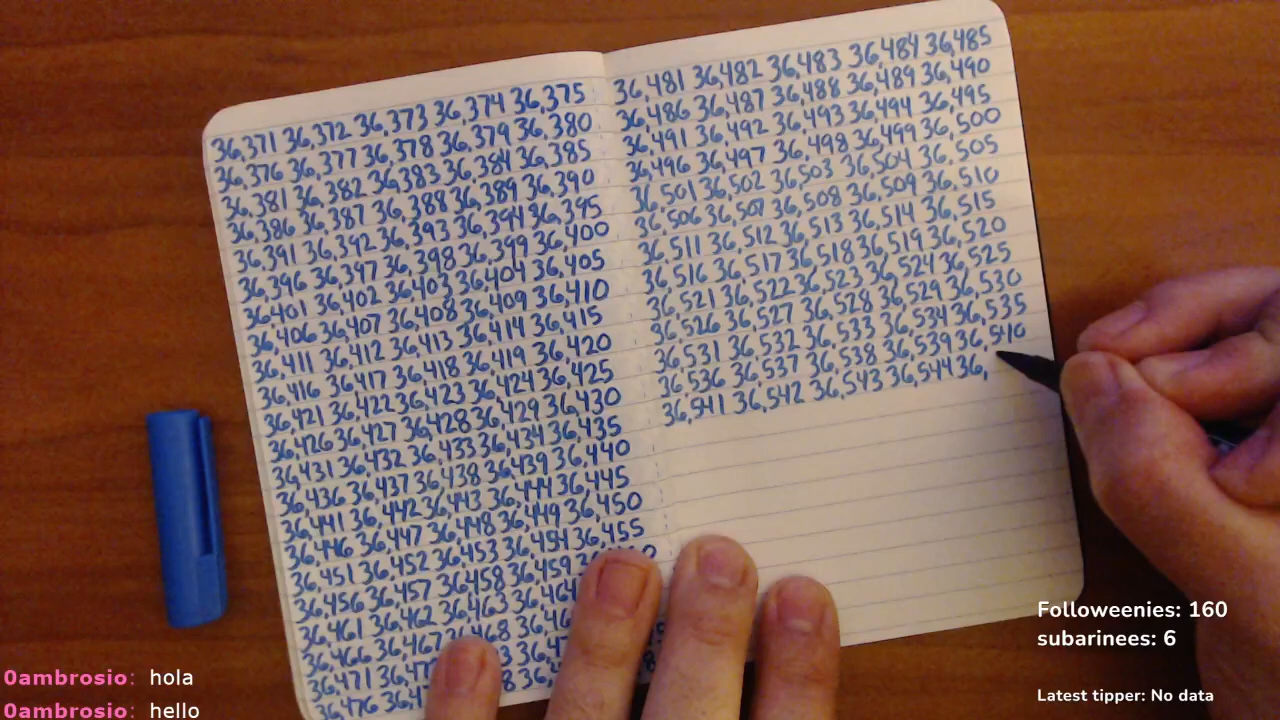 36,371 36,372 36,373 36,374 36,375
36,376 36,377 36,378 36,379 36,380
36,381 36,382 36,383 36,384 36,385
36,386 36,387 36,388 36,389 36,390
36,391 36,392 36,393 36,394 36,395
36,396 36,397 36,398 36,399 36,400
36,401 36,402 36,403 36,404 36,405
36,406 36,407 36,408 36,409 36,410
36,411 36,412 36,413 36,414 36,415
36,416 36,417 36,418 36,419 36,420
36,421 36,422 36,423 36,424 36,425
36,426 36,427 36,428 36,429 36,430
36,431 36,432 36,433 36,434 36,435
36,436 36,437 36,438 36,439 36,440
36,441 36,442 36,443 36,444 36,445
36,446 36,447 36,448 36,449 36,450
36,451 36,452 36,453 36,454 36,455
36,456 36,457 36,458 36,459
36,461 36,462 36,463 36,464
36,466 36,467 36,468
36,471
36,476
36,481 36,482 36,483 36,484 36,485
36,486 36,487 36,488 36,489 36,490
36,491 36,492 36,493 36,494 36,495
36,496 36,497 36,498 36,499 36,500
36,501 36,502 36,503 36,504 36,505
36,506 36,507 36,508 36,509 36,510
36,511 36,512 36,513 36,514 36,515
36,516 36,517 36,518 36,519 36,520
36,521 36,522 36,523 36,524 36,525
36,526 36,527 36,528 36,529 36,530
36,531 36,532 36,533 36,534 36,535
36,536 36,537 36,538 36,539 36,540
36,541 36,542 36,543 36,544 36,
Followeenies: 160
subarinees: 6
Latest tipper: No data
0ambrosio: hola
0ambrosio: hello